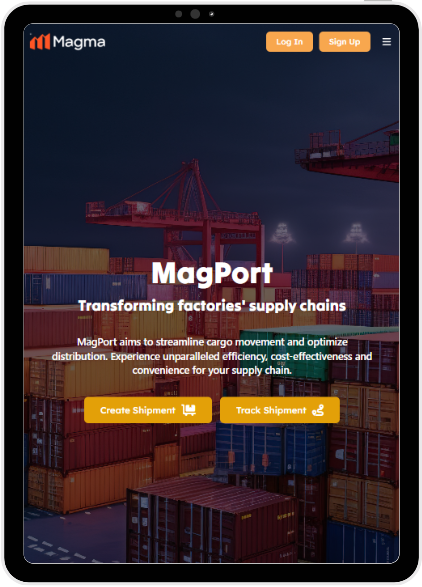 Magma
Log In
Sign Up
MagPort
Transforming factories' supply chains
MagPort aims to streamline cargo movement and optimize
distribution. Experience unparalleled efficiency, cost-effectiveness and
convenience for your supply chain.
Create Shipment
Track Shipment